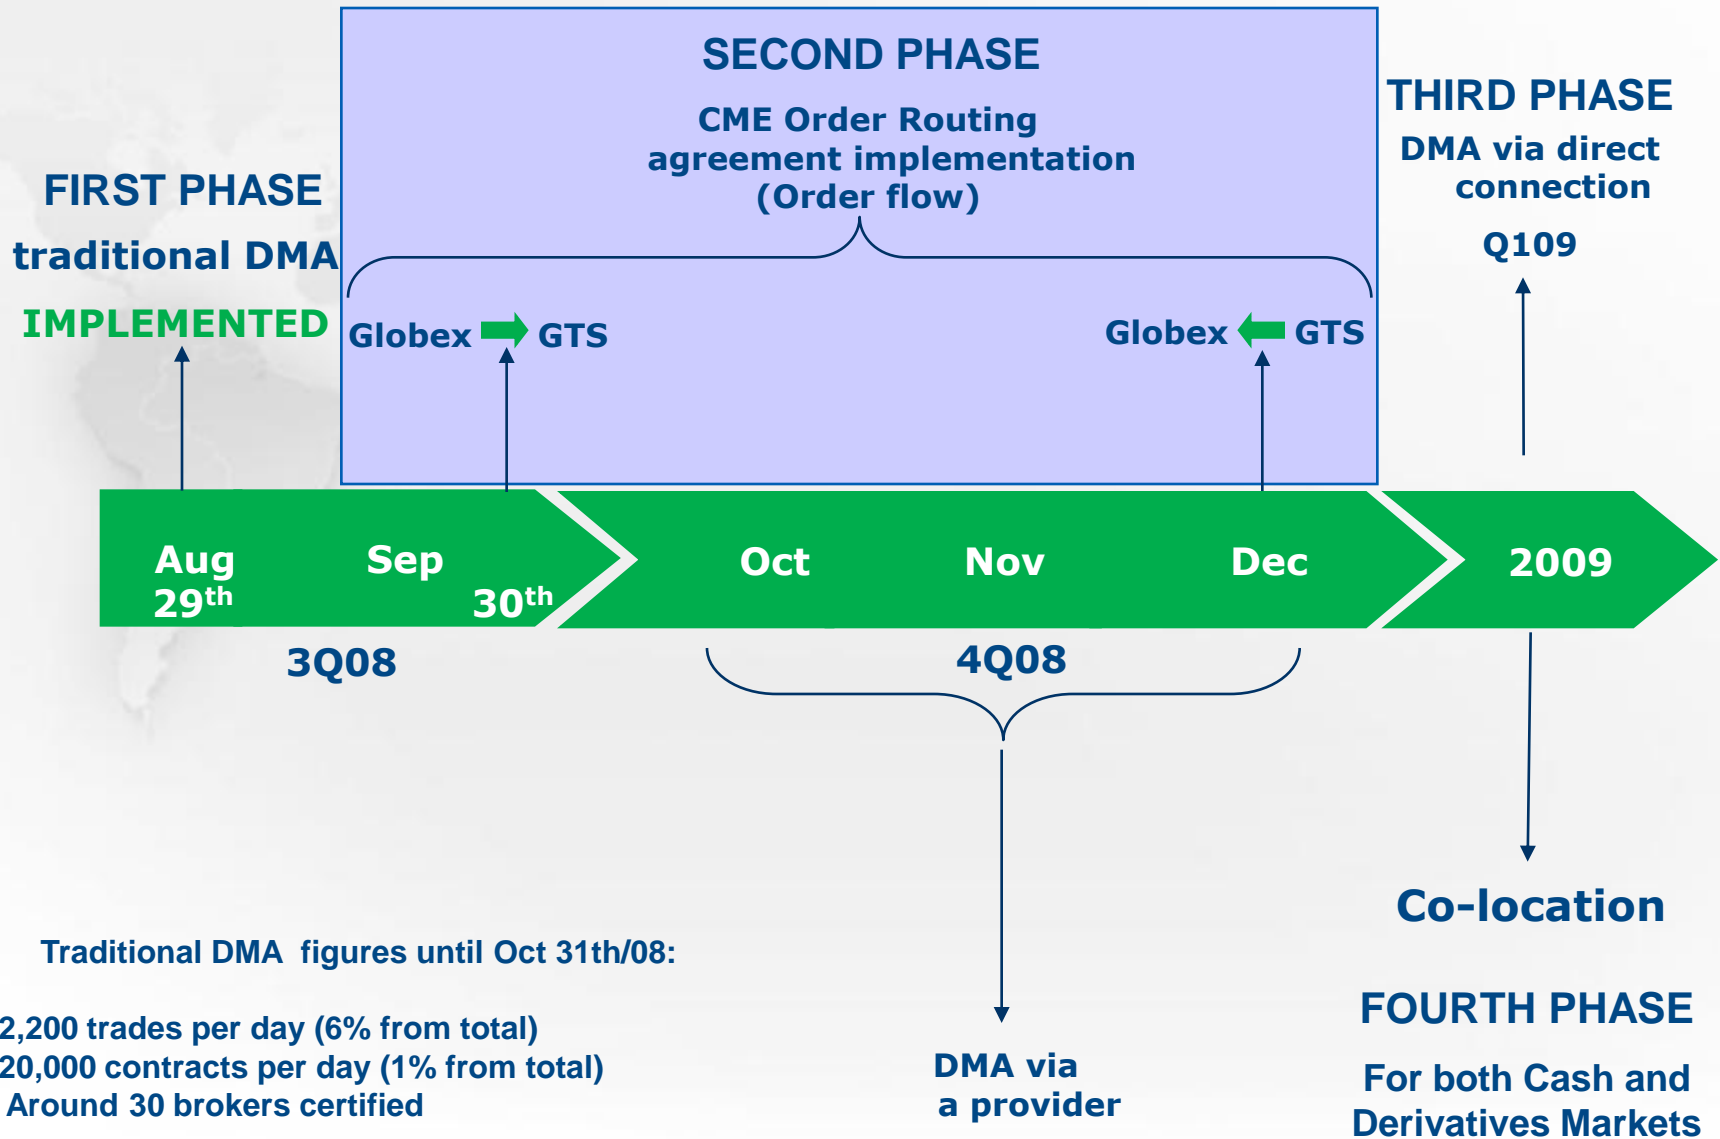 SECOND PHASE
CME Order Routing
agreement implementation
(Order flow)
THIRD PHASE
DMA via direct
connection
Q109
FIRST PHASE
traditional DMA
IMPLEMENTED
Globex GTS
Globex GTS
Aug
29th
Sep
30th
Oct
Nov
Dec
2009
3Q08
4Q08
Co-location
FOURTH PHASE
For both Cash and
Derivatives Markets
DMA via
a provider
Traditional DMA figures until Oct 31th/08:
2,200 trades per day (6% from total)
20,000 contracts per day (1% from total)
Around 30 brokers certified